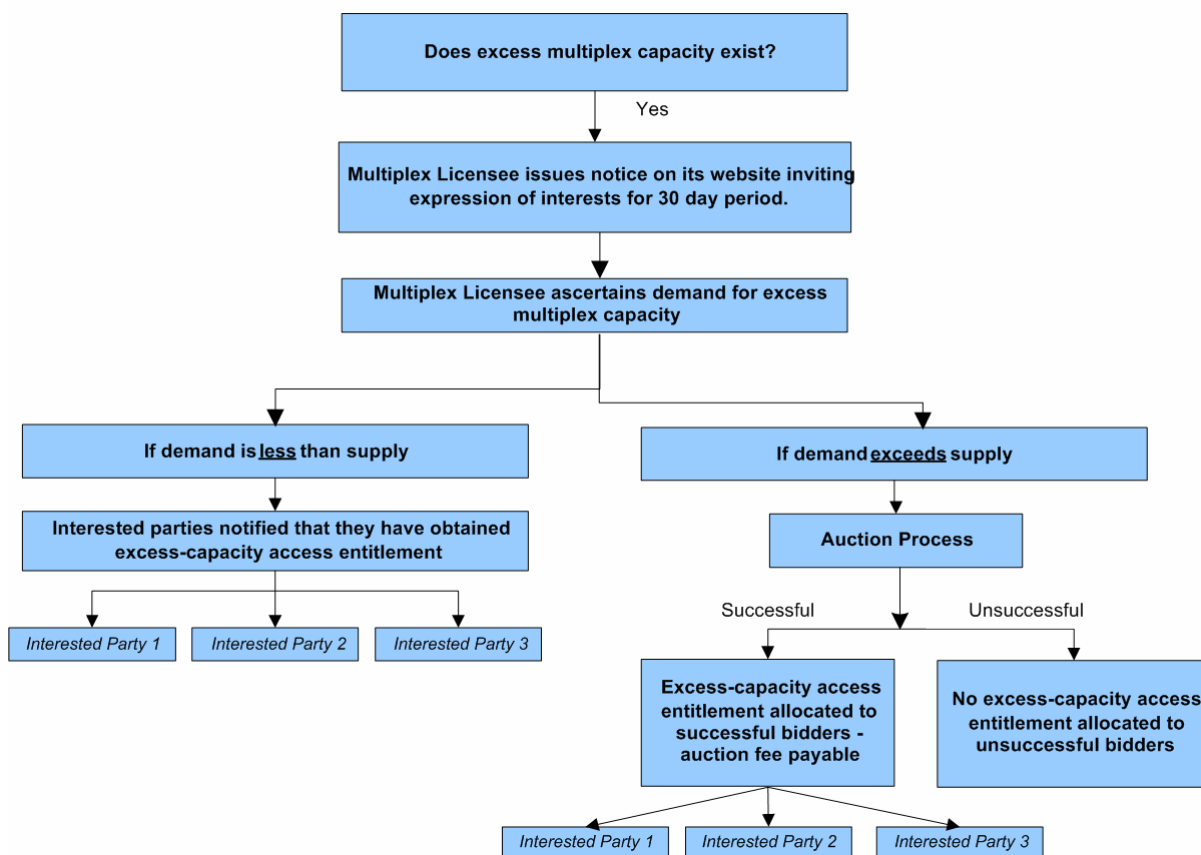 Does excess multiplex capacity exist?
Yes
Multiplex Licensee issues notice on its website inviting
expression of interests for 30 day period.
Multiplex Licensee ascertains demand for excess
multiplex capacity
If demand is less than supply
If demand exceeds supply
Interested parties notified that they have obtained
excess-capacity access entitlement
Auction Process
Successful
Unsuccessful
Interested Party 1
Interested Party 2
Interested Party 3
Excess-capacity access
entitlement allocated to
successful bidders -
auction fee payable
No excess-capacity access
entitlement allocated to
unsuccessful bidders
Interested Party 1
Interested Party 2
Interested Party 3